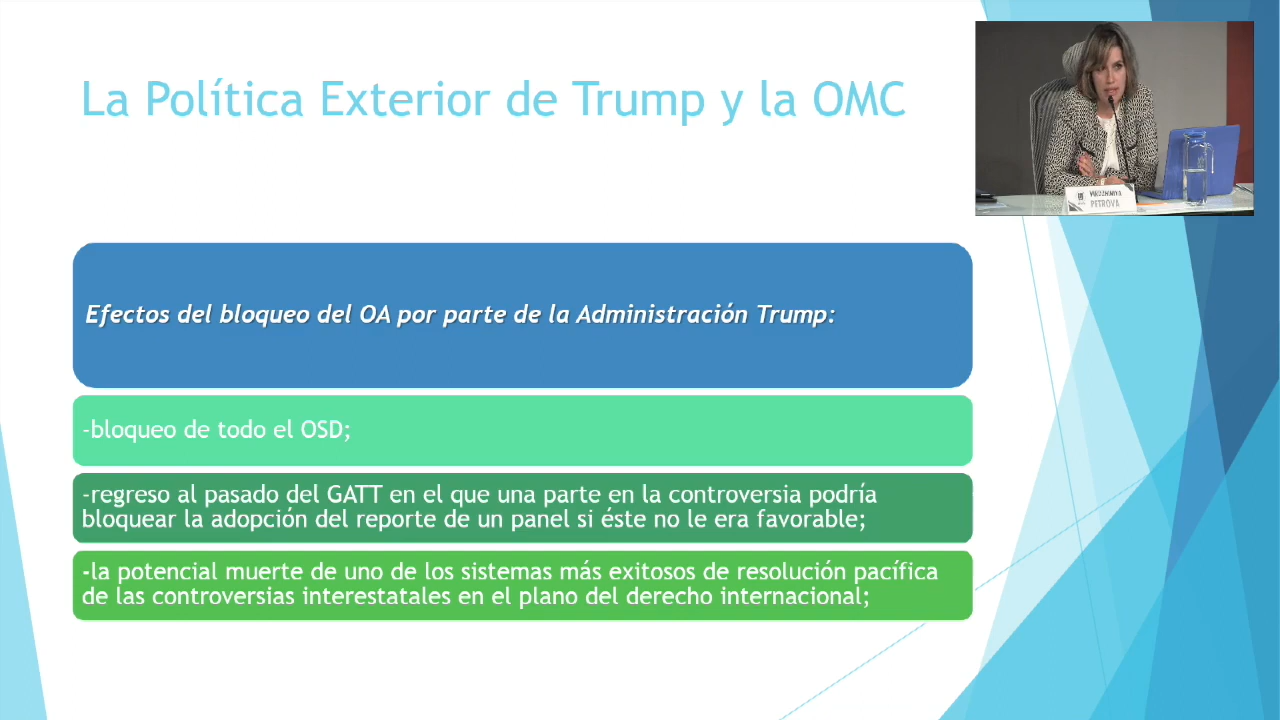 La Política Exterior de Trump y la OMC
PETROVA
Efectos del bloqueo del OA por parte de la Administración Trump:
-bloqueo de todo el OSD;
-regreso al pasado del GATT en el que una parte en la controversia podría
bloquear la adopción del reporte de un panel si éste no le era favorable;
-la potencial muerte de uno de los sistemas más exitosos de resolución pacífica
de las controversias interestatales en el plano del derecho internacional;